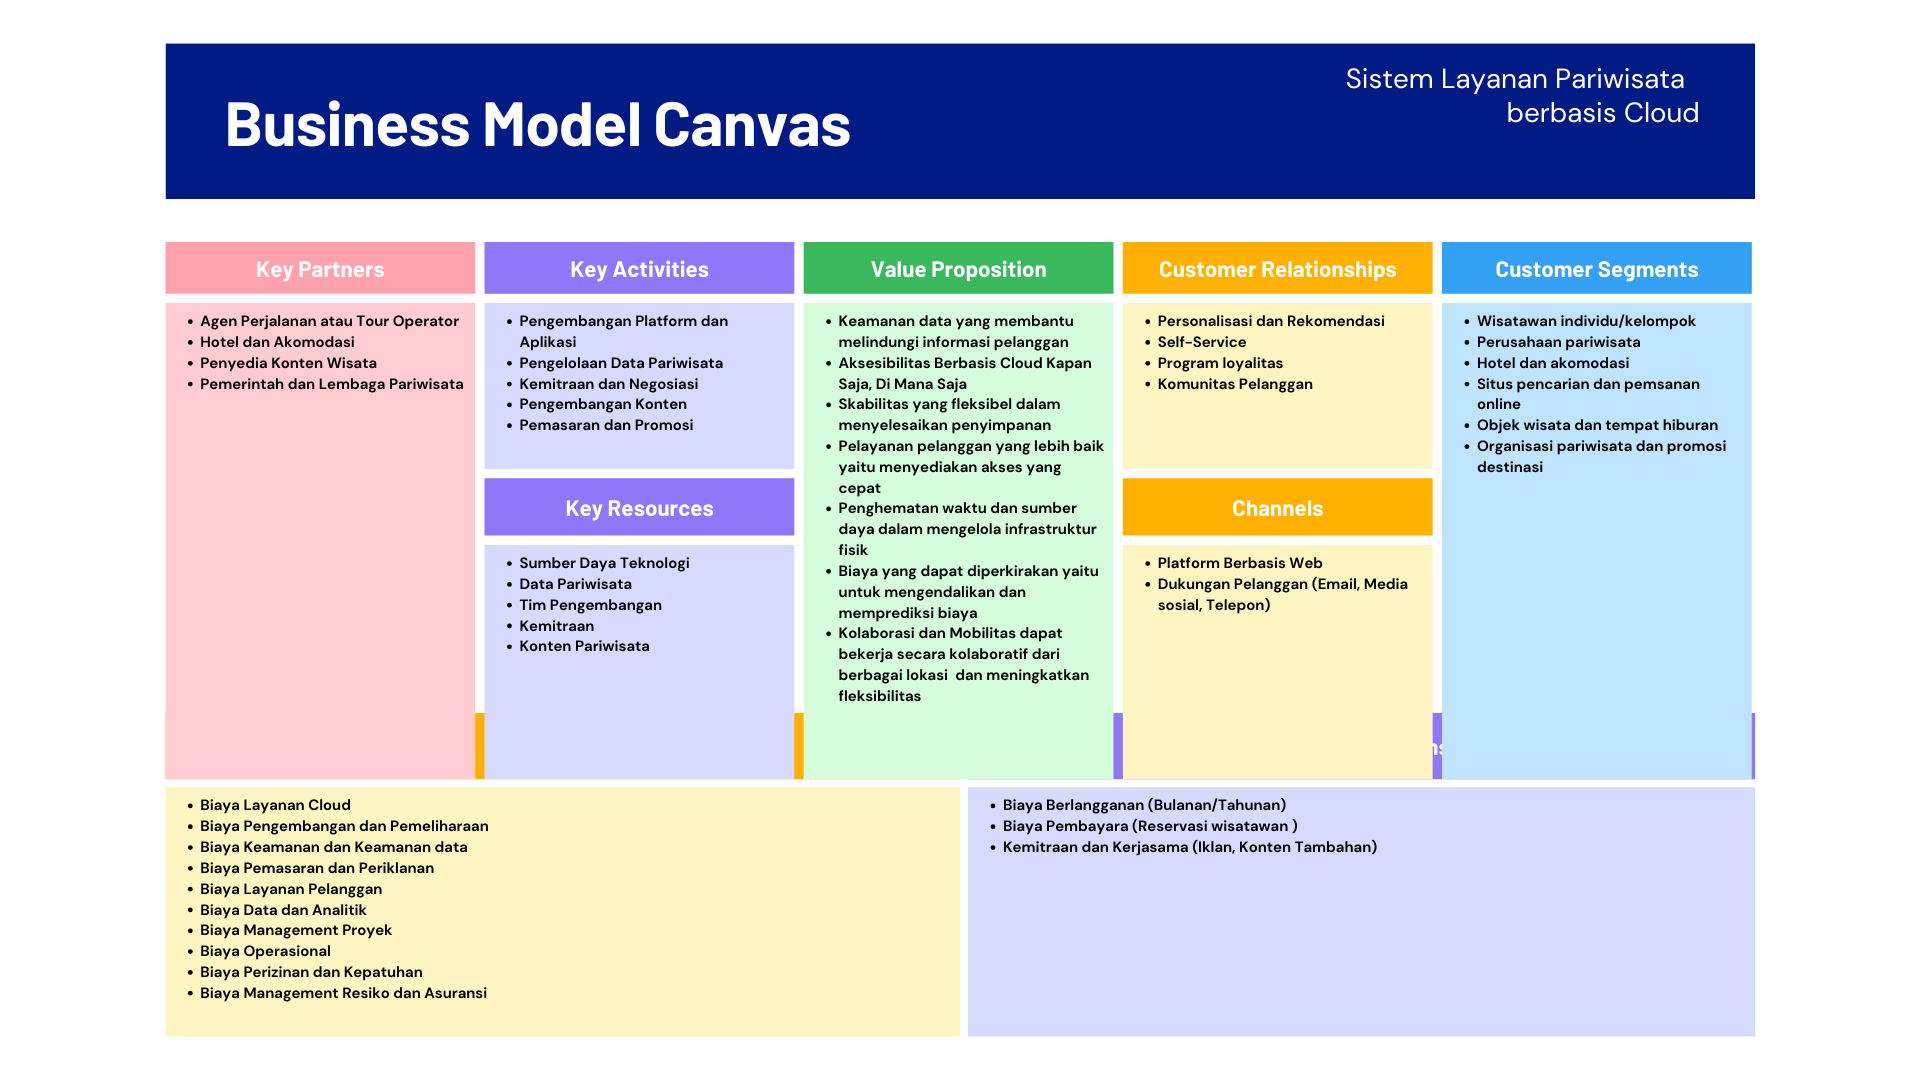 Business Model Canvas
Sistem Layanan Pariwisata
berbasis Cloud
Key Partners
• Agen Perjalanan atau Tour Operator
• Hotel dan Akomodasi
• Penyedia Konten Wisata
• Pemerintah dan Lembaga Pariwisata
Key Activities
• Pengembangan Platform dan
Aplikasi
• Pengelolaan Data Pariwisata
• Kemitraan dan Negosiasi
• Pengembangan Konten
• Pemasaran dan Promosi
Key Resources
• Sumber Daya Teknologi
• Data Pariwisata
• Tim Pengembangan
• Kemitraan
• Konten Pariwisata
Value Proposition
• Keamanan data yang membantu
melindungi informasi pelanggan
• Aksesibilitas Berbasis Cloud Kapan
Saja, Di Mana Saja
• Skabilitas yang fleksibel dalam
menyelesaikan penyimpanan
• Pelayanan pelanggan yang lebih baik
yaitu menyediakan akses yang
cepat
• Penghematan waktu dan sumber
daya dalam mengelola infrastruktur
fisik
• Biaya yang dapat diperkirakan yaitu
untuk mengendalikan dan
memprediksi biaya
• Kolaborasi dan Mobilitas dapat
bekerja secara kolaboratif dari
berbagai lokasi  dan meningkatkan
fleksibilitas
Customer Relationships
• Personalisasi dan Rekomendasi
• Self-Service
• Program loyalitas
• Komunitas Pelanggan
Channels
• Platform Berbasis Web
• Dukungan Pelanggan (Email, Media
sosial, Telepon)
Customer Segments
• Wisatawan individu/kelompok
• Perusahaan pariwisata
• Hotel dan akomodasi
• Situs pencarian dan pemsanan
online
• Objek wisata dan tempat hiburan
• Organisasi pariwisata dan promosi
destinasi
• Biaya Layanan Cloud
• Biaya Pengembangan dan Pemeliharaan
• Biaya Keamanan dan Keamanan data
• Biaya Pemasaran dan Periklanan
• Biaya Layanan Pelanggan
• Biaya Data dan Analitik
• Biaya Management Proyek
• Biaya Operasional
• Biaya Perizinan dan Kepatuhan
• Biaya Management Resiko dan Asuransi
• Biaya Berlangganan (Bulanan/Tahunan)
• Biaya Pembayara (Reservasi wisatawan )
• Kemitraan dan Kerjasama (Iklan, Konten Tambahan)